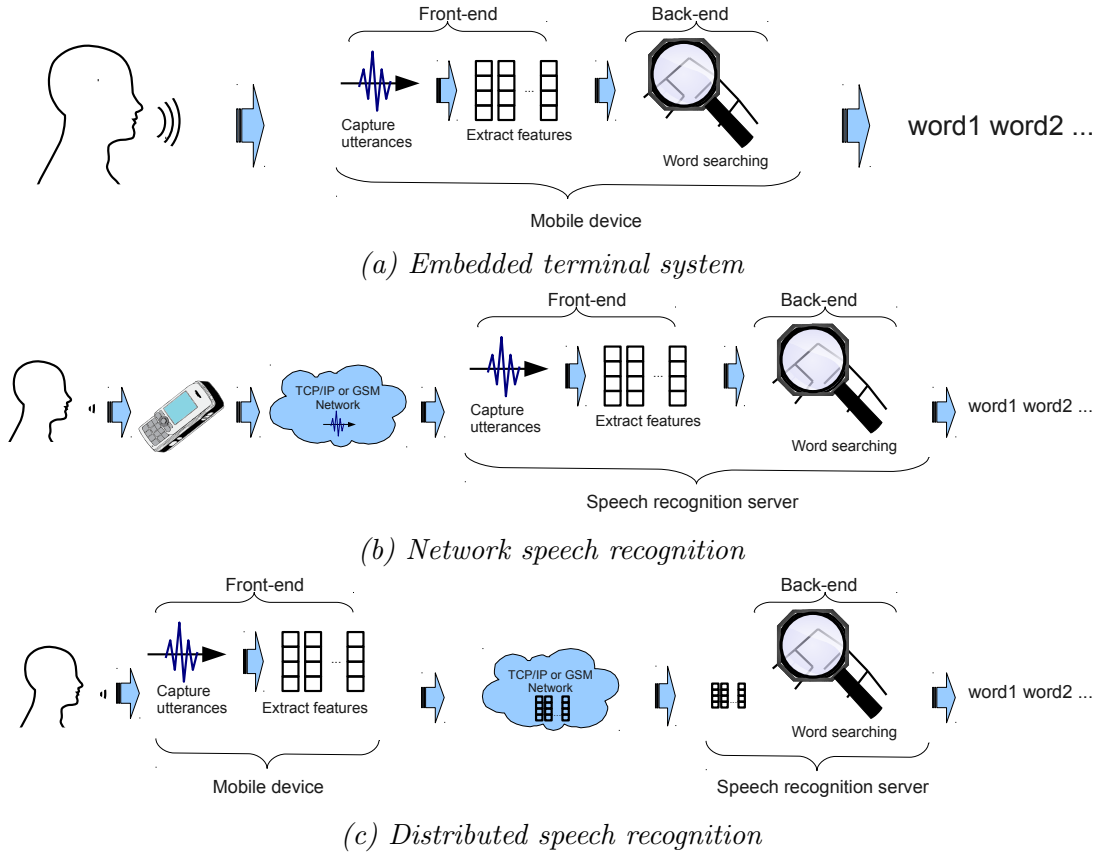 Front-end
Back-end
Capture
utterances
...
Extract features
Word searching
word1 word2 ...
Mobile device
(a) Embedded terminal system
Front-end
Back-end
TCP/IP or GSM
Network
Capture
utterances
...
Extract features
Word searching
word1 word2 ...
Speech recognition server
(b) Network speech recognition
Front-end
Back-end
Capture
utterances
...
Extract features
TCP/IP or GSM
Network
...
...
Word searching
word1 word2 ...
Mobile device
Speech recognition server
(c) Distributed speech recognition